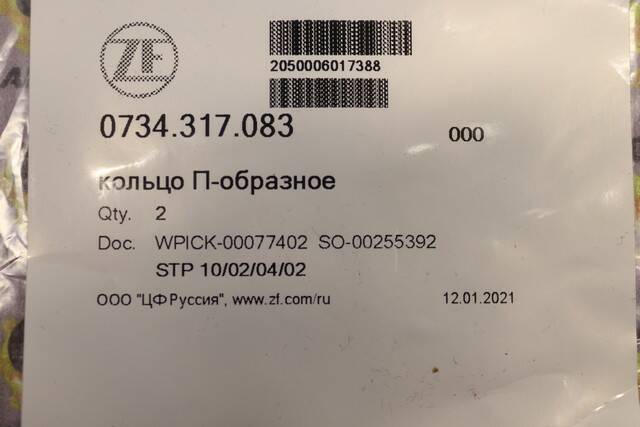 ZF
2050006017388
0734.317.083 000
кольцо П-образное
Qty. 2
Doc. WPICK-00077402 SO-00255392
STP 10/02/04/02
ООО "ЦФ Руссия", www.zf.com/ru 12.01.2021